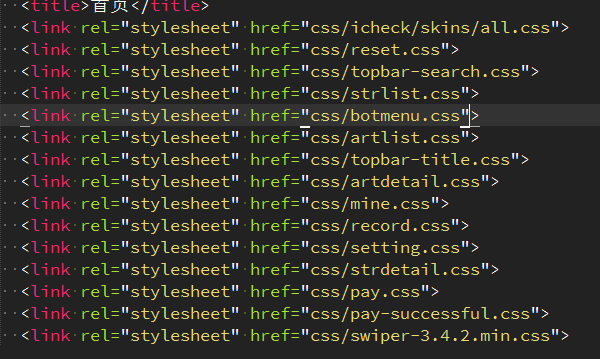 <title>首页</title>
<link rel="stylesheet" href="css/icheck/skins/all.css">
<link rel="stylesheet" href="css/reset.css">
<link rel="stylesheet" href="css/topbar-search.css">
<link rel="stylesheet" href="css/strlist.css">
<link rel="stylesheet" href="css/botmenu.css">
<link rel="stylesheet" href="css/artlist.css">
<link rel="stylesheet" href="css/topbar-title.css">
<link rel="stylesheet" href="css/artdetail.css">
<link rel="stylesheet" href="css/mine.css">
<link rel="stylesheet" href="css/record.css">
<link rel="stylesheet" href="css/setting.css">
<link rel="stylesheet" href="css/strdetail.css">
<link rel="stylesheet" href="css/pay.css">
<link rel="stylesheet" href="css/pay-successful.css">
<link rel="stylesheet" href="css/swiper-3.4.2.min.css">